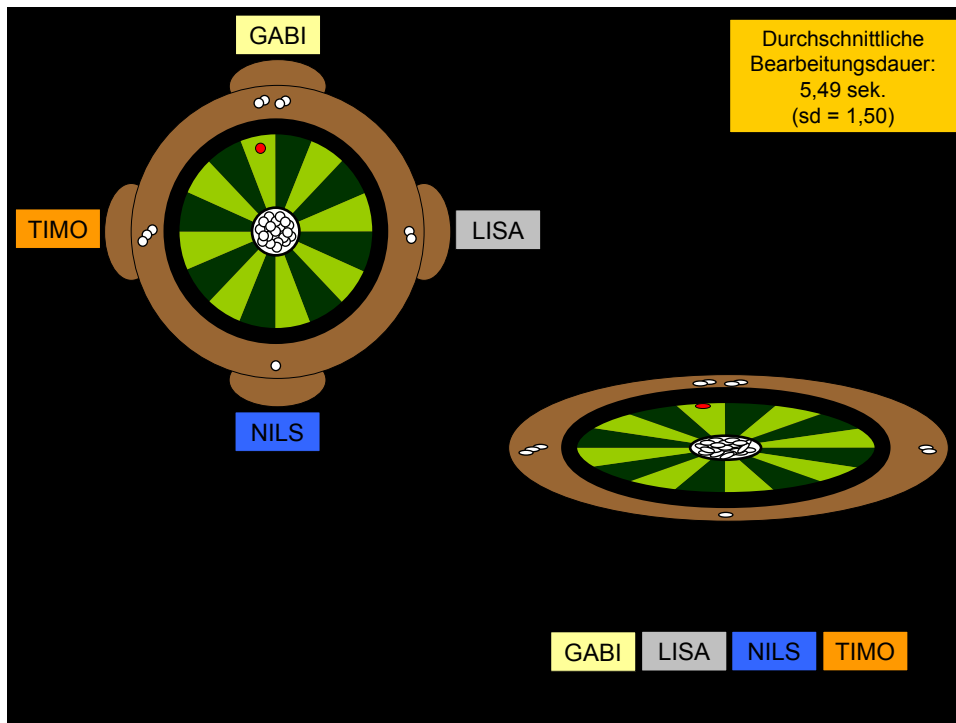 GABI
Durchschnittliche
Bearbeitungsdauer:
5,49 sek.
(sd = 1,50)
TIMO
LISA
NILS
GABI LISA NILS TIMO